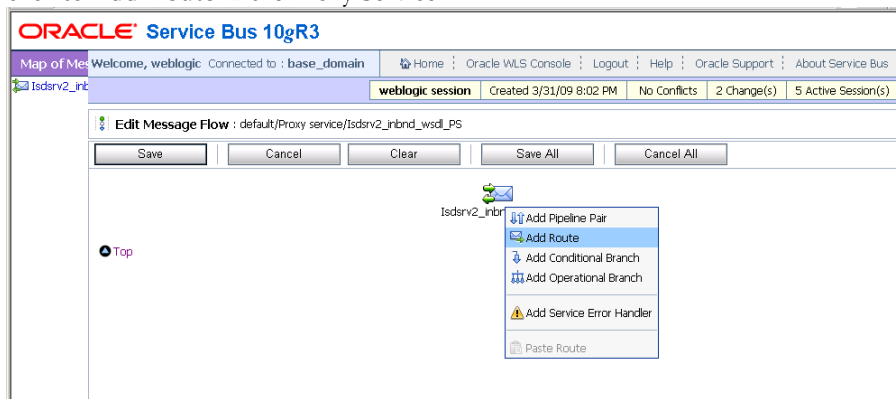 ORACLE Service Bus 10gR3
Map of Mes
Welcome, weblogic Connected to : base_domain Home Oracle WLS Console Logout Help Oracle Support About Service Bus
Isdsrv2_inb
weblogic session Created 3/31/09 8:02 PM No Conflicts 2 Change(s) 5 Active Session(s)
Edit Message Flow : default/Proxy service/Isdsrv2_inbnd_wsdl_PS
Save Cancel Clear Save All Cancel All
Isdsrv2_inbn
Add Pipeline Pair
Add Route
Top
Add Conditional Branch
Add Operational Branch
Add Service Error Handler
Paste Route